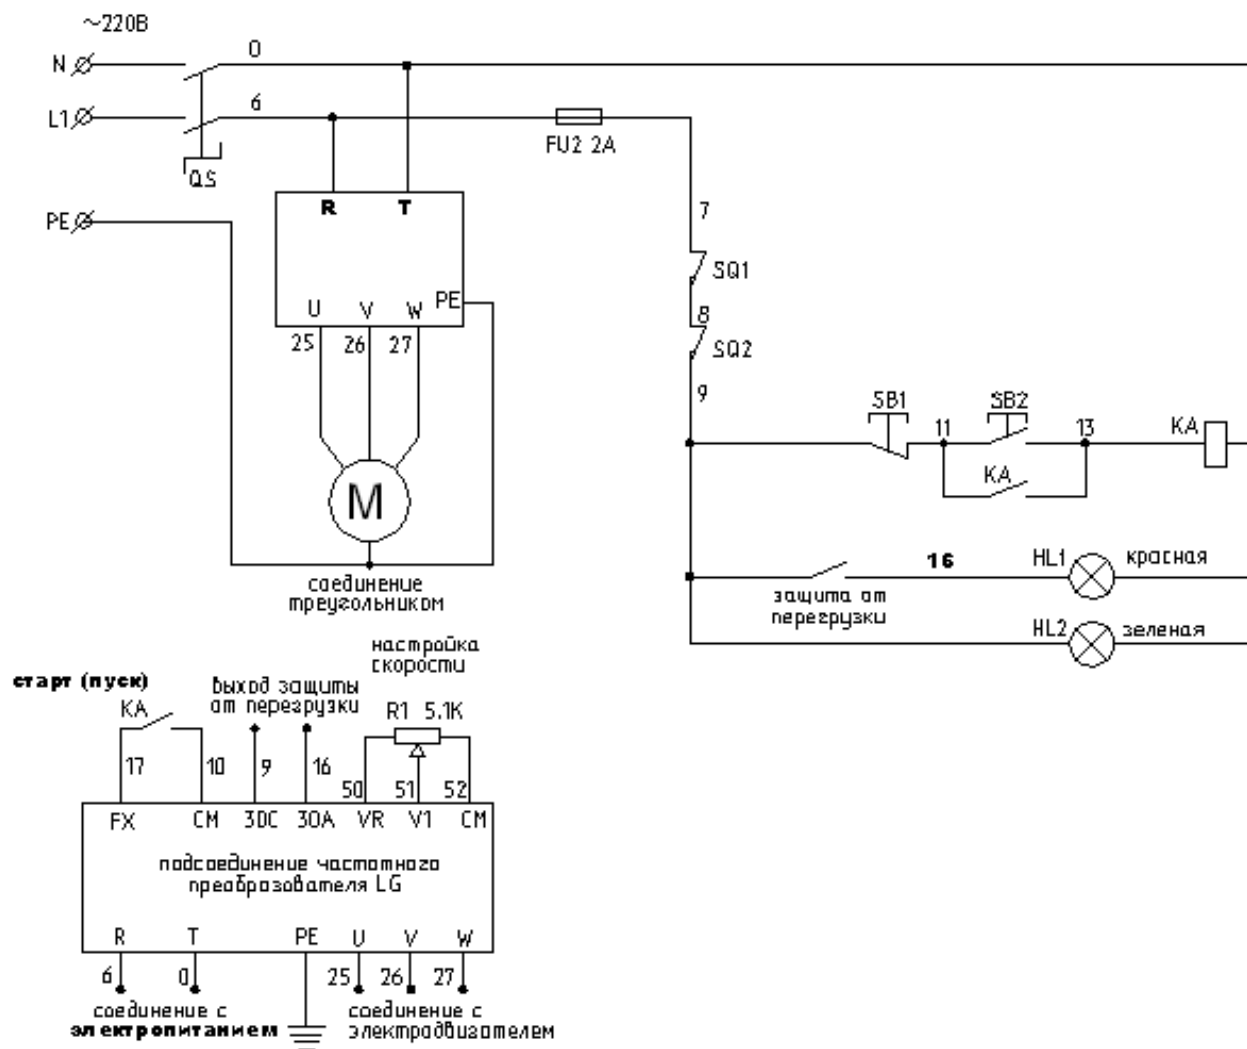 ~220В
N
0
L1
6
FU2 2A
QS
PE
R T
7
SQ1
8
SQ2
9
U V W PE
25 26 27
M
соединение
треугольником
SB1 11 SB2 13 KA
KA
16 HL1 красная
защита от
перегрузки
HL2 зеленая
настройка
скорости
старт (пуск)
выход защиты
от перегрузки
KA
R1 5.1K
17 10 9 16 50 51 52
FX CM 30C 30A VR V1 CM
подсоединение частотного
преобразователя LG
R T PE U V W
6 0 25 26 27
соединение с
электропитанием
соединение с
электродвигателем